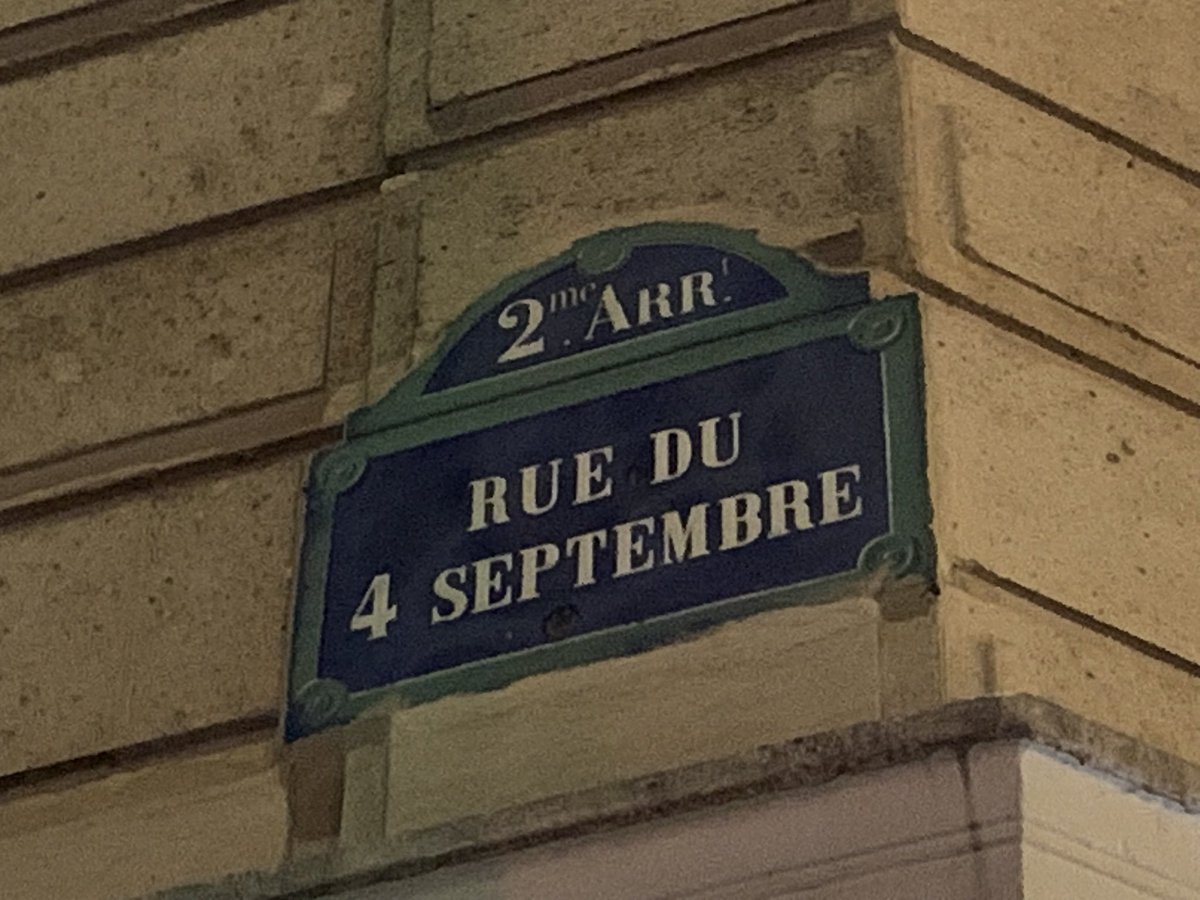 2me ARRt.
RUE DU
4 SEPTEMBRE